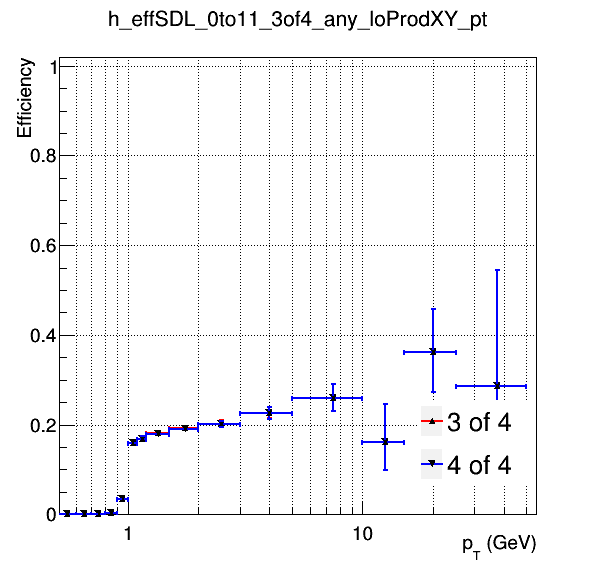 h_effSDL_0to11_3of4_any_loProdXY_pt
Efficiency
1
0.8
0.6
0.4
0.2
0
3 of 4
4 of 4
1
10
p_T (GeV)